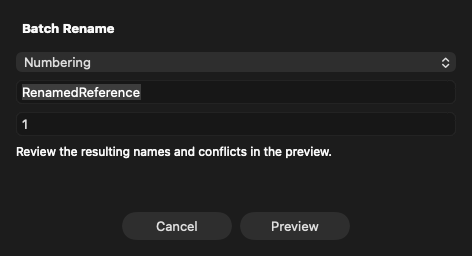 Batch Rename
Numbering
RenamedReference
1
Review the resulting names and conflicts in the preview.
Cancel
Preview